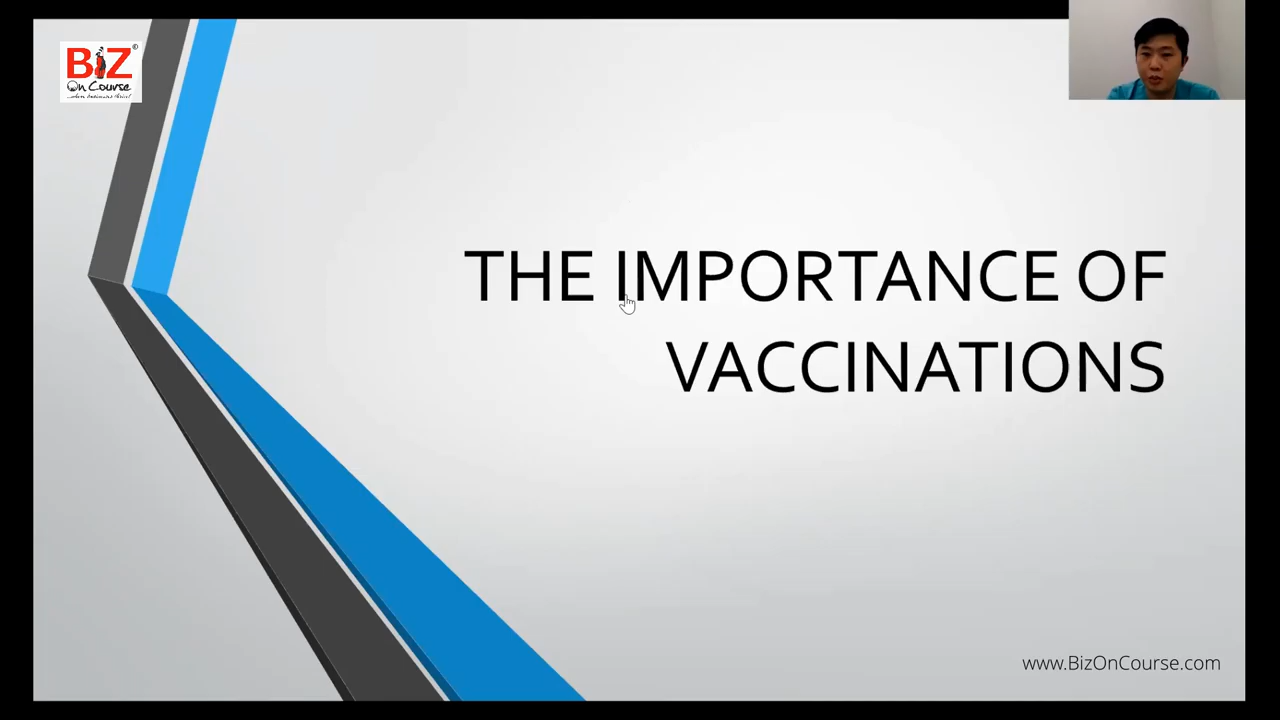 BiZ
On Course
THE IMPORTANCE OF
VACCINATIONS
www.BizOnCourse.com